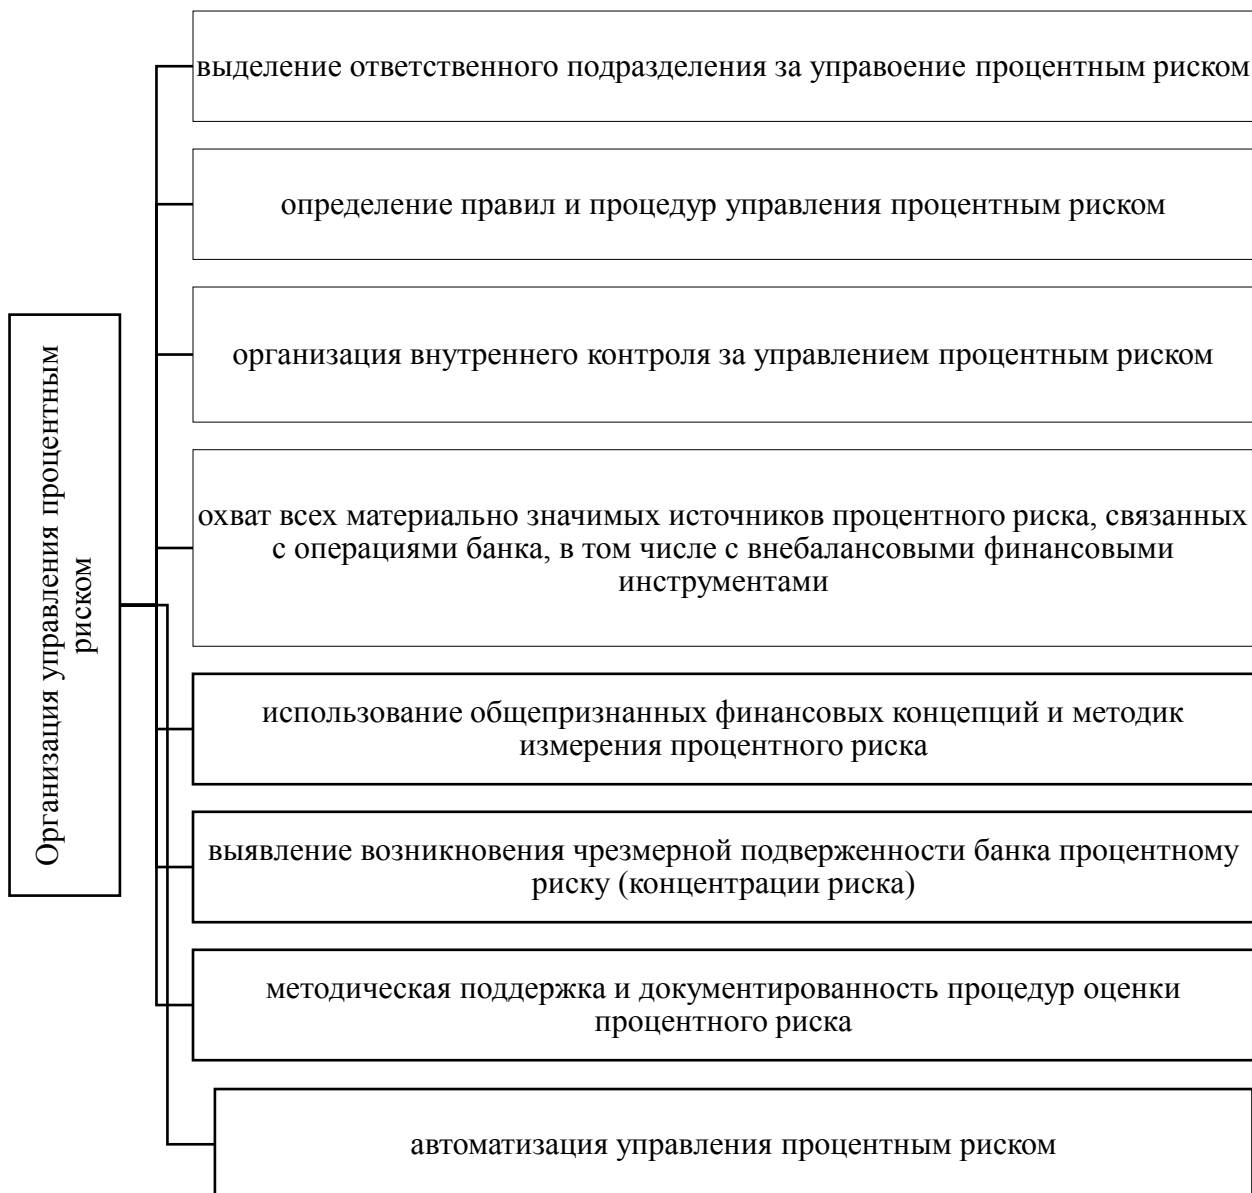 Организация управления процентным
риском
выделение ответственного подразделения за управоение процентным риском
определение правил и процедур управления процентным риском
организация внутреннего контроля за управлением процентным риском
охват всех материально значимых источников процентного риска, связанных
с операциями банка, в том числе с внебалансовыми финансовыми
инструментами
использование общепризнанных финансовых концепций и методик
измерения процентного риска
выявление возникновения чрезмерной подверженности банка процентному
риску (концентрации риска)
методическая поддержка и документированность процедур оценки
процентного риска
автоматизация управления процентным риском